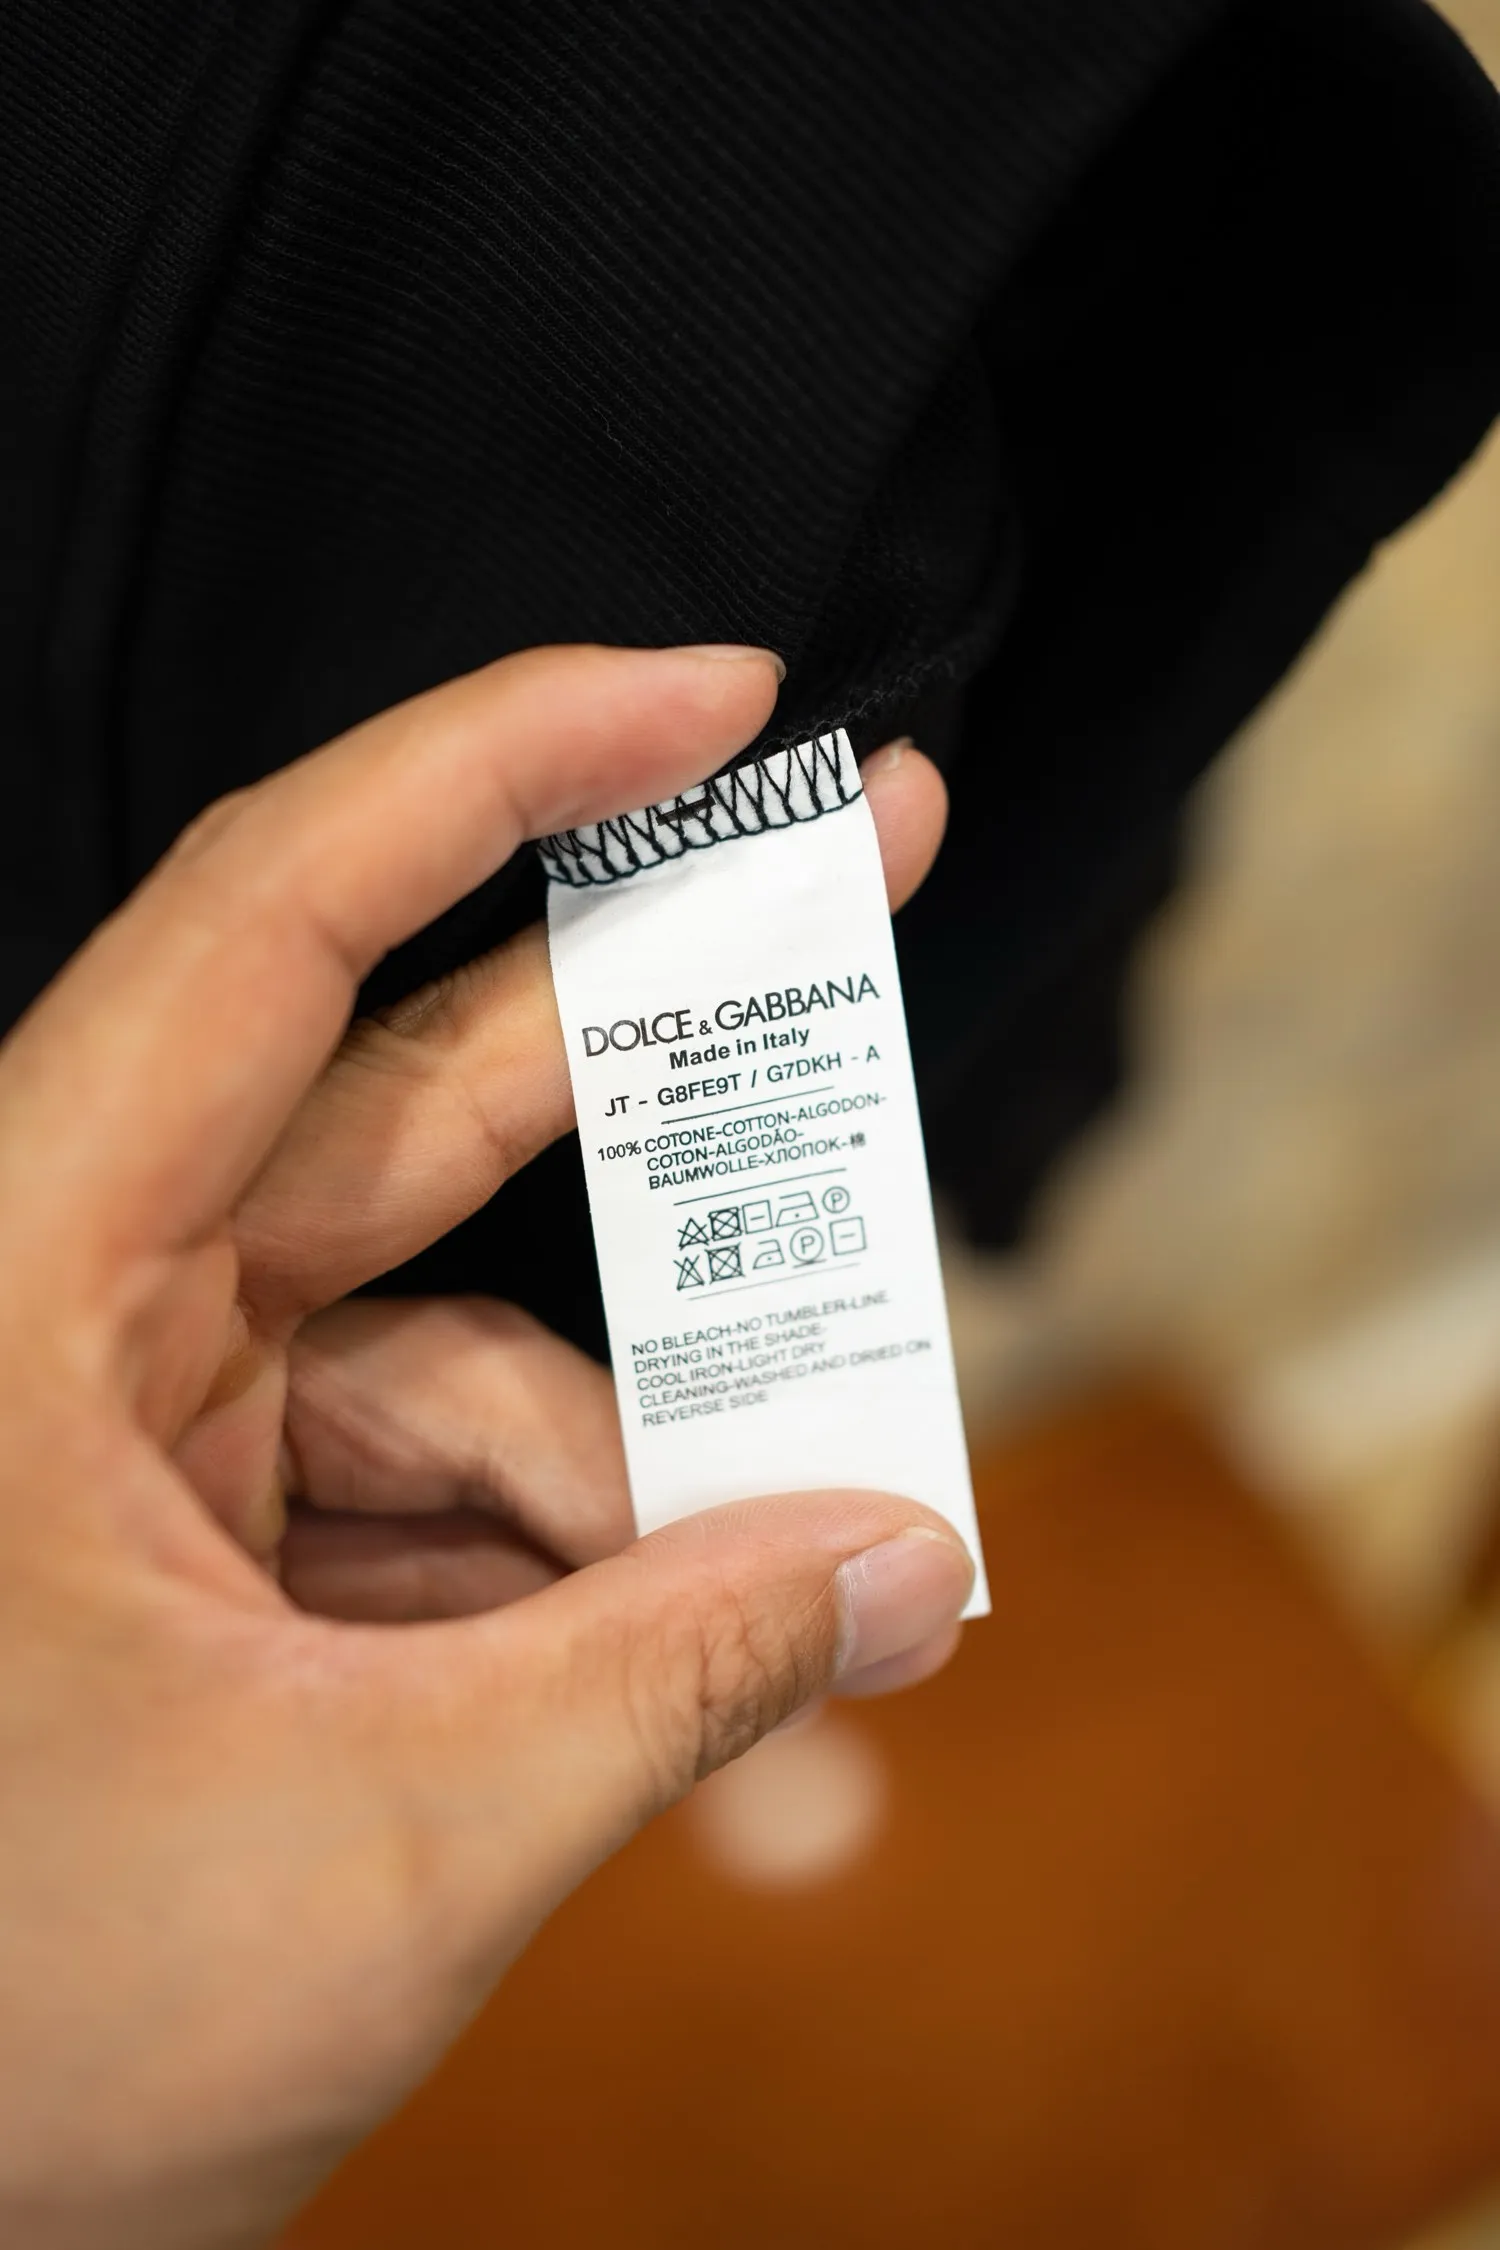 DOLCE & GABBANA
Made in Italy
JT - G8FE9T / G7DKH - A
100% COTONE-COTTON-ALGODON-
COTON-ALGODÃO-
BAUMWOLLE-ХЛОПОК-棉
P
P
NO BLEACH-NO TUMBLER-LINE
DRYING IN THE SHADE-
COOL IRON-LIGHT DRY
CLEANING-WASHED AND DRIED ON
REVERSE SIDE